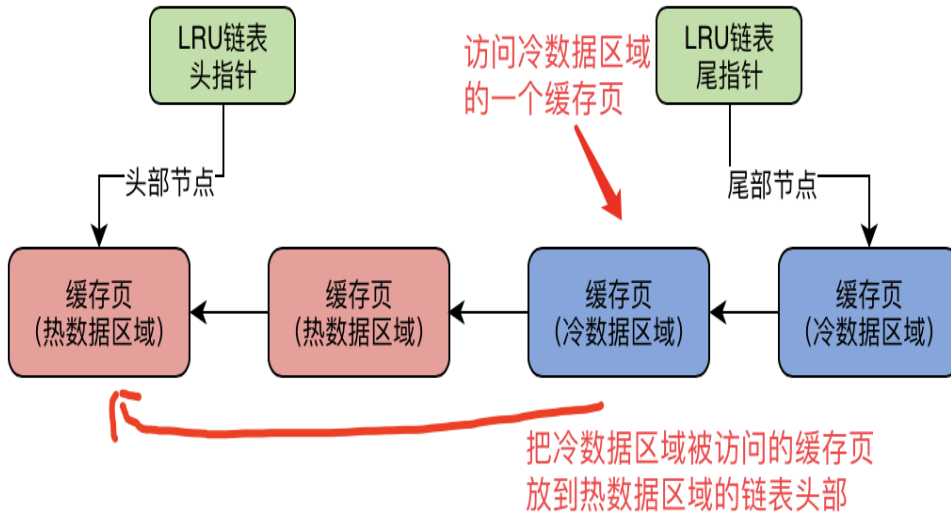 LRU链表
头指针
访问冷数据区域
的一个缓存页
LRU链表
尾指针
头部节点
尾部节点
缓存页
(热数据区域)
缓存页
(热数据区域)
缓存页
(冷数据区域)
缓存页
(冷数据区域)
把冷数据区域被访问的缓存页
放到热数据区域的链表头部